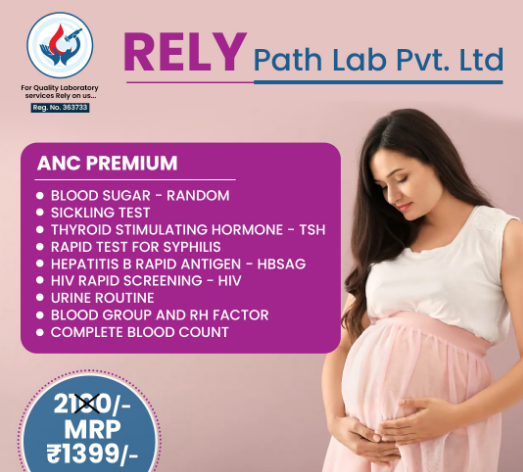 RELY Path Lab Pvt. Ltd
For Quality Laboratory
services Rely on us...
Reg. No. 363733
ANC PREMIUM
BLOOD SUGAR - RANDOM
SICKLING TEST
THYROID STIMULATING HORMONE - TSH
RAPID TEST FOR SYPHILIS
HEPATITIS B RAPID ANTIGEN - HBSAG
HIV RAPID SCREENING - HIV
URINE ROUTINE
BLOOD GROUP AND RH FACTOR
COMPLETE BLOOD COUNT
MRP
₹1399/-